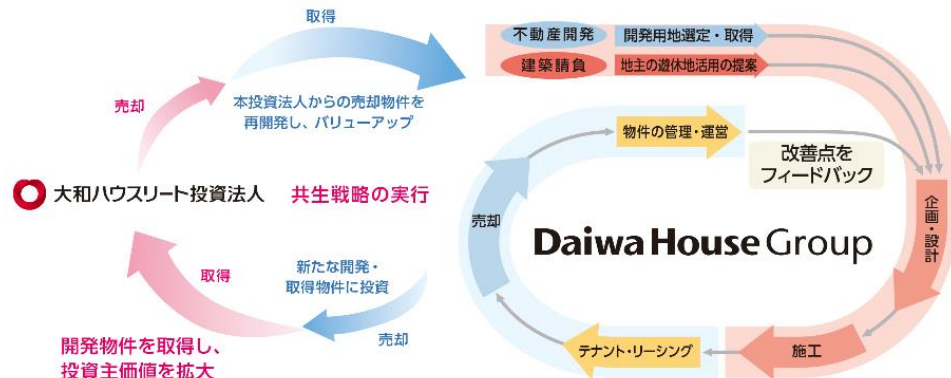 取得
売却
本投資法人からの売却物件を
再開発し、バリューアップ
大和ハウスリート投資法人
共生戦略の実行
新たな開発・
取得物件に投資
取得
売却
開発物件を取得し、
投資主価値を拡大
不動産開発
開発用地選定・取得
建築請負
地主の遊休地活用の提案
物件の管理・運営
改善点を
フィードバック
売却
Daiwa House Group
企画・設計
テナント・リーシング
施工